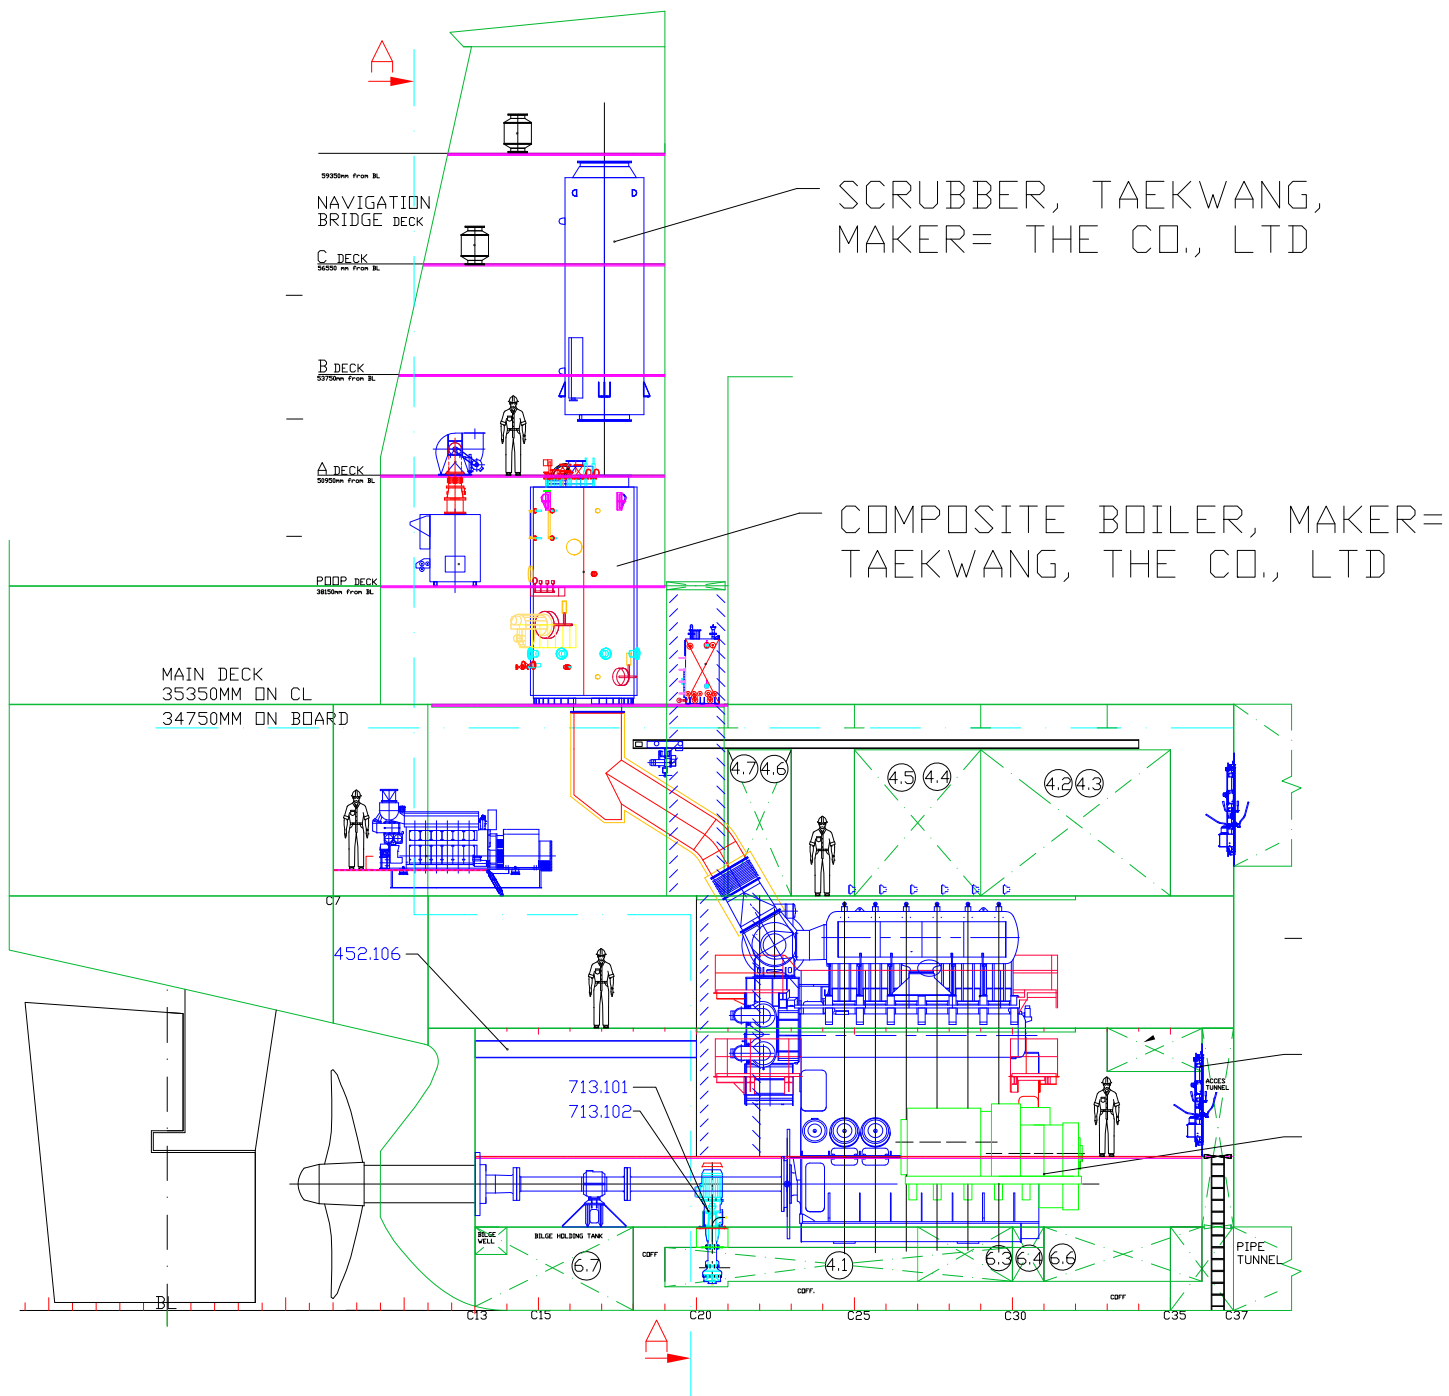 A
59350mm from BL
NAVIGATION
BRIDGE DECK
SCRUBBER, TAEKWANG,
MAKER= THE CO., LTD
C DECK
56550 mm from BL
B DECK
53750mm from BL
A DECK
50950mm from BL
COMPOSITE BOILER, MAKER=
TAEKWANG, THE CO., LTD
POOP DECK
38150mm from BL
MAIN DECK
35350MM ON CL
34750MM ON BOARD
4.7 4.6
4.5 4.4
4.2 4.3
C7
452.106
713.101
713.102
ACCES
TUNNEL
BILGE
WELL
BILGE HOLDING TANK
6.7
COFF
4.1
6.3 6.4 6.6
PIPE
TUNNEL
COFF.
COFF
BL
C13 C15 C20 C25 C30 C35 C37
A